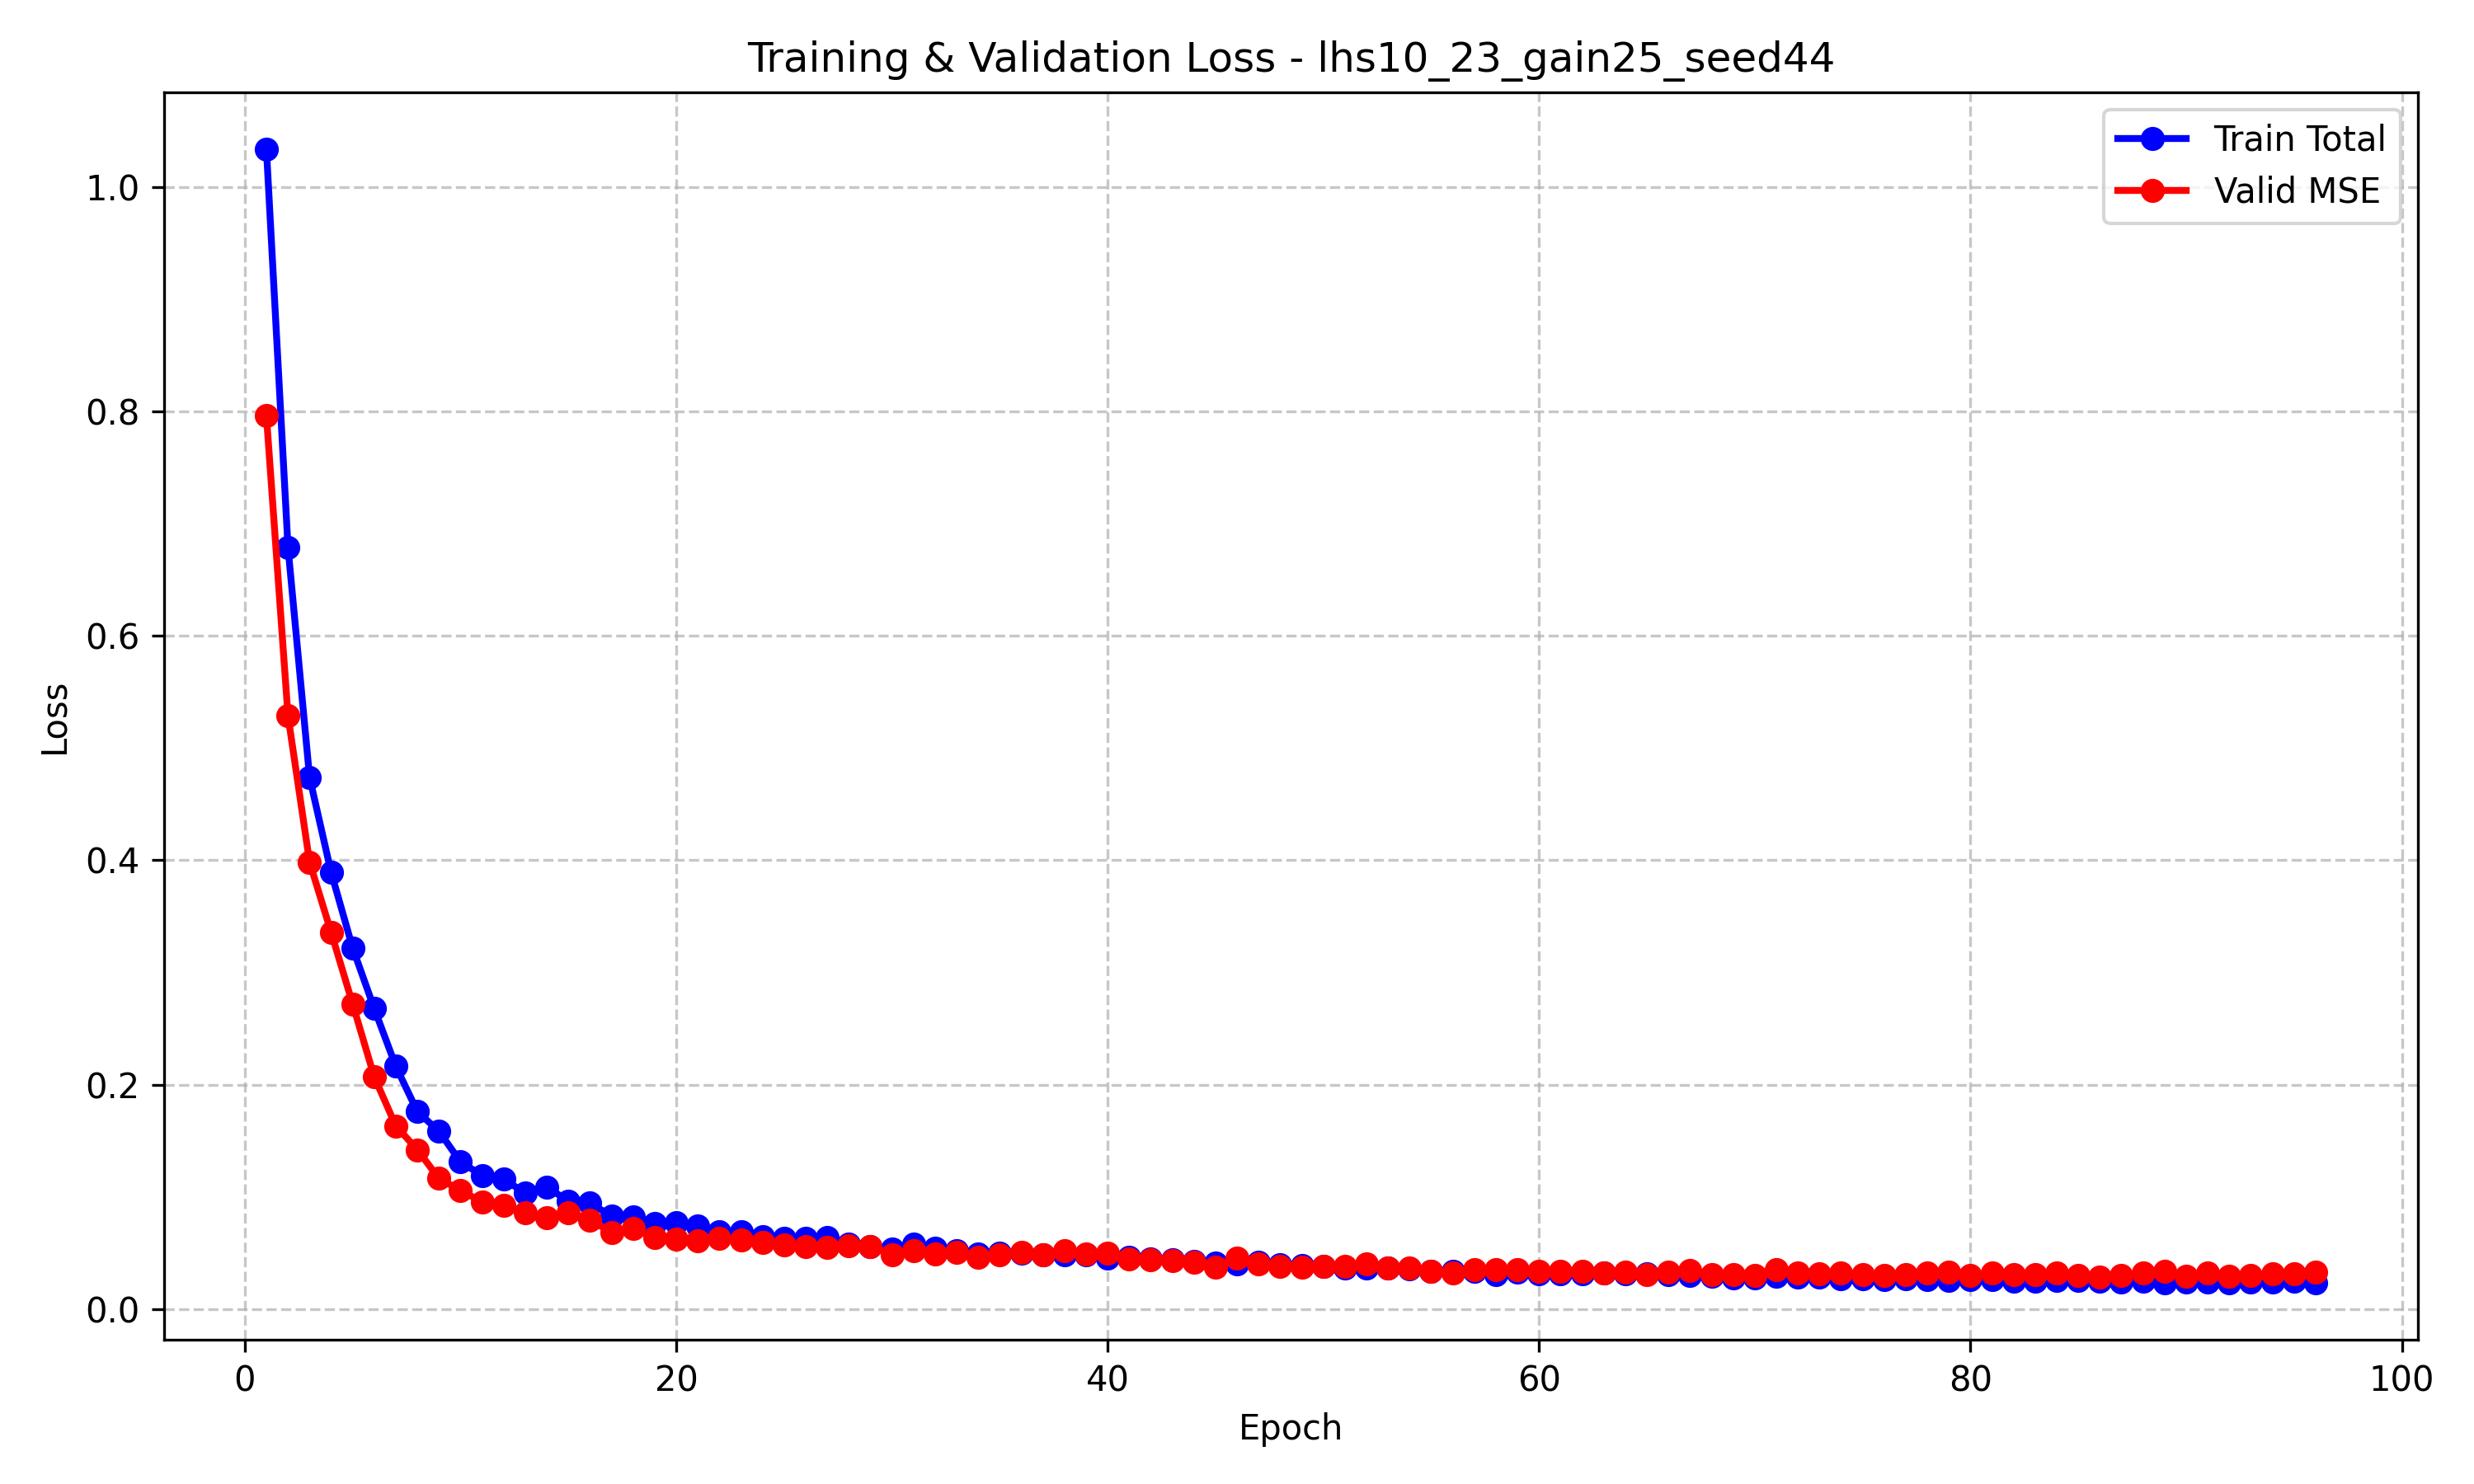 Training & Validation Loss - lhs10_23_gain25_seed44
Train Total
Valid MSE
1.0
0.8
0.6
0.4
0.2
0.0
Loss
0 20 40 60 80 100
Epoch